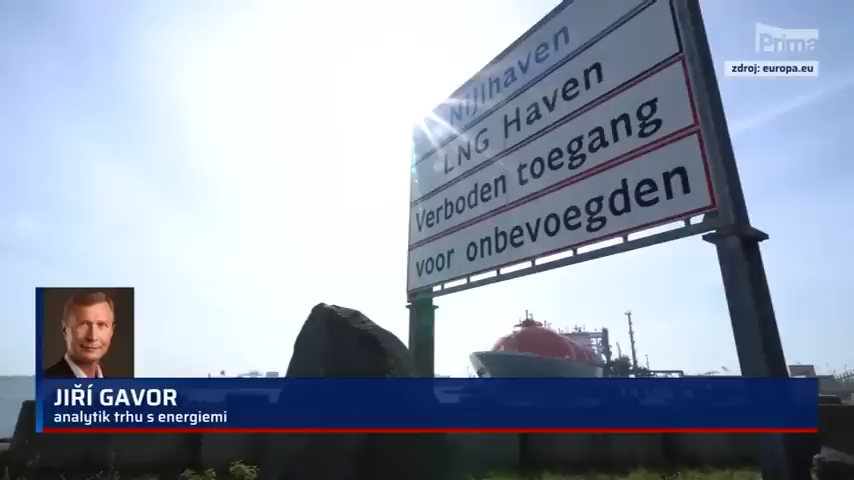 Prima
zdroj: europa.eu
Nijlhaven
LNG Haven
Verboden toegang
voor onbevoegden
JIŘÍ GAVOR
analytik trhu s energiemi